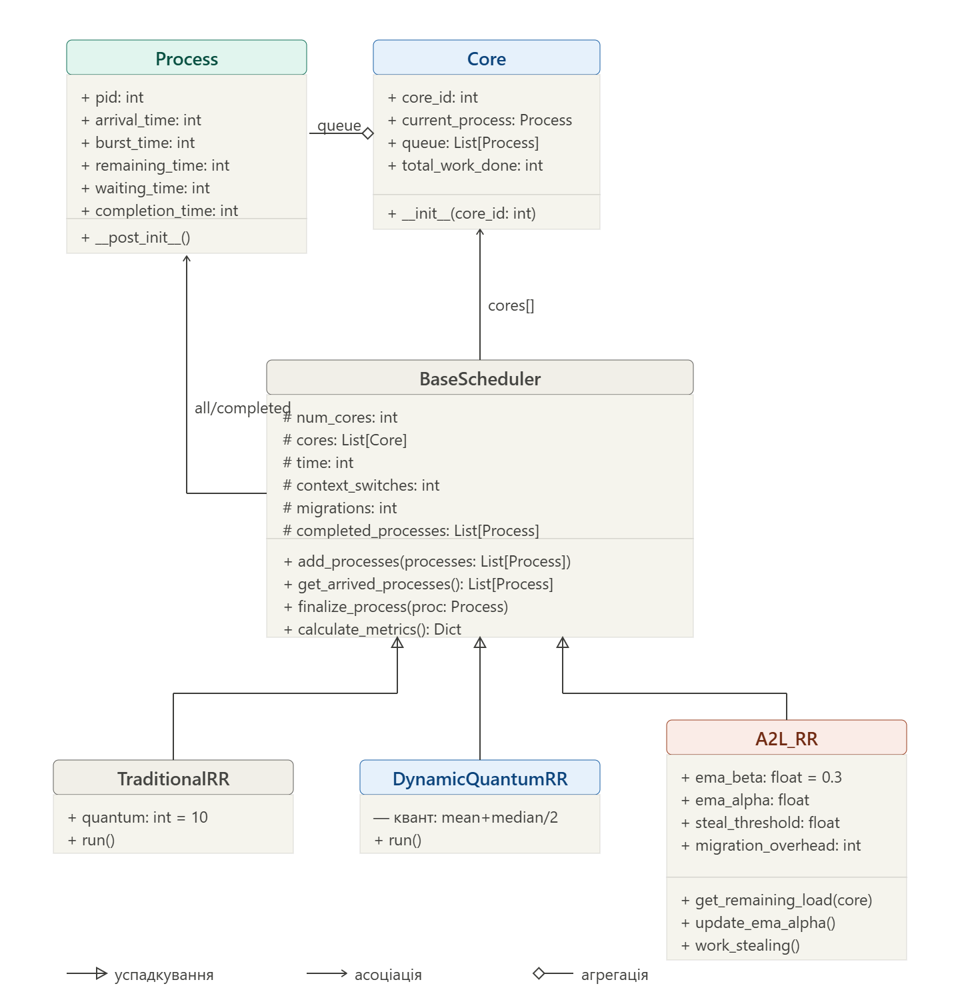 Process
+ pid: int
+ arrival_time: int
+ burst_time: int
+ remaining_time: int
+ waiting_time: int
+ completion_time: int
+ __post_init__()
queue
Core
+ core_id: int
+ current_process: Process
+ queue: List[Process]
+ total_work_done: int
+ __init__(core_id: int)
cores[]
all/completed
BaseScheduler
# num_cores: int
# cores: List[Core]
# time: int
# context_switches: int
# migrations: int
# completed_processes: List[Process]
+ add_processes(processes: List[Process])
+ get_arrived_processes(): List[Process]
+ finalize_process(proc: Process)
+ calculate_metrics(): Dict
TraditionalRR
+ quantum: int = 10
+ run()
DynamicQuantumRR
— квант: mean+median/2
+ run()
A2L_RR
+ ema_beta: float = 0.3
+ ema_alpha: float
+ steal_threshold: float
+ migration_overhead: int
+ get_remaining_load(core)
+ update_ema_alpha()
+ work_stealing()
успадкування
асоціація
агрегація